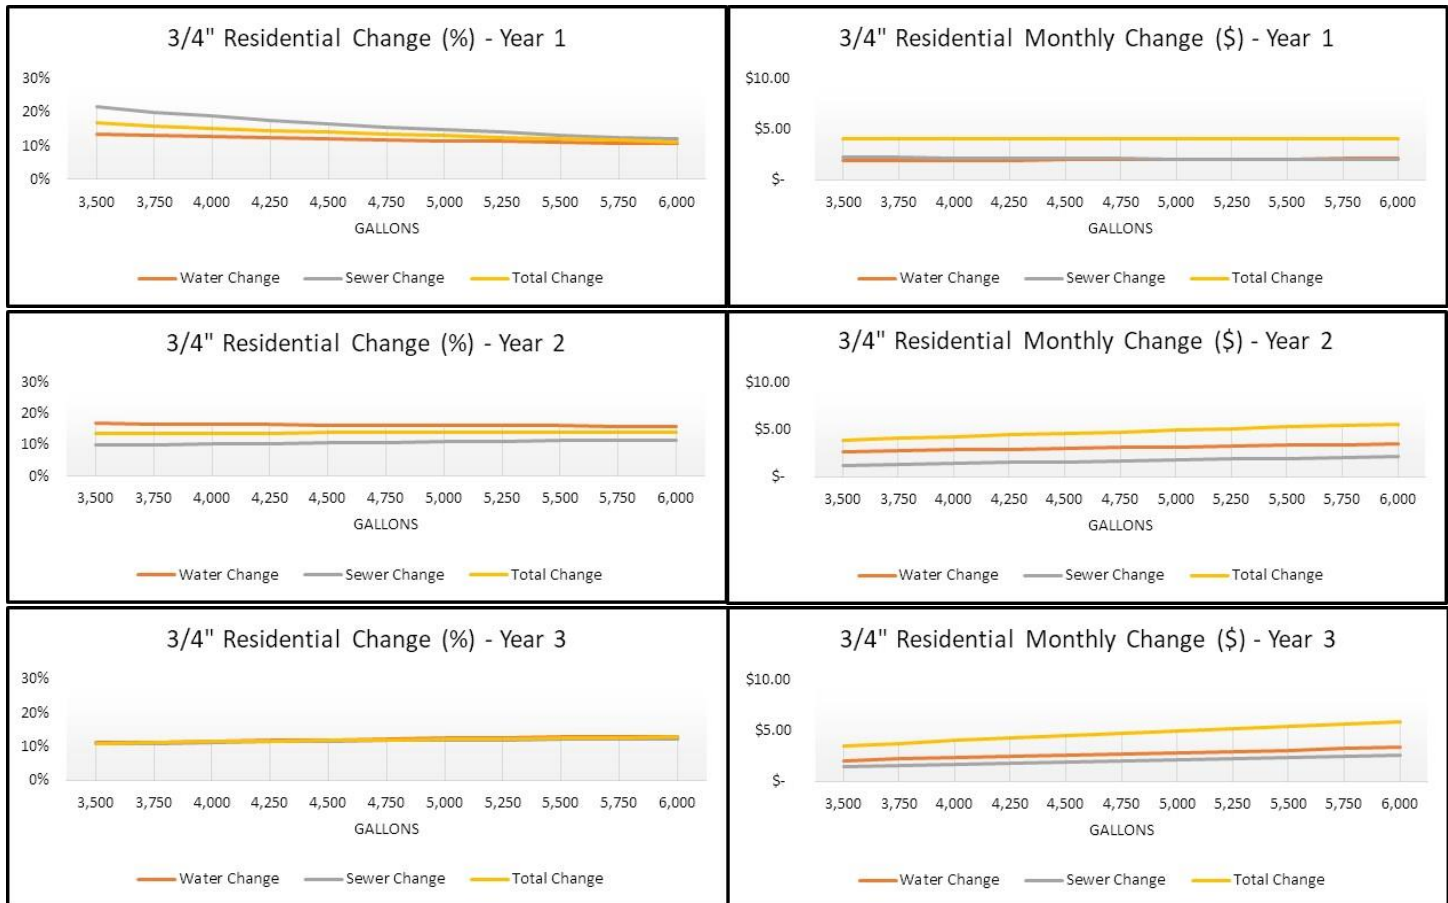 3/4" Residential Change (%) - Year 1
30%
20%
10%
0%
3,500 3,750 4,000 4,250 4,500 4,750 5,000 5,250 5,500 5,750 6,000
GALLONS
Water Change Sewer Change Total Change
3/4" Residential Monthly Change ($) - Year 1
$10.00
$5.00
$-
3,500 3,750 4,000 4,250 4,500 4,750 5,000 5,250 5,500 5,750 6,000
GALLONS
Water Change Sewer Change Total Change
3/4" Residential Change (%) - Year 2
30%
20%
10%
0%
3,500 3,750 4,000 4,250 4,500 4,750 5,000 5,250 5,500 5,750 6,000
GALLONS
Water Change Sewer Change Total Change
3/4" Residential Monthly Change ($) - Year 2
$10.00
$5.00
$-
3,500 3,750 4,000 4,250 4,500 4,750 5,000 5,250 5,500 5,750 6,000
GALLONS
Water Change Sewer Change Total Change
3/4" Residential Change (%) - Year 3
30%
20%
10%
0%
3,500 3,750 4,000 4,250 4,500 4,750 5,000 5,250 5,500 5,750 6,000
GALLONS
Water Change Sewer Change Total Change
3/4" Residential Monthly Change ($) - Year 3
$10.00
$5.00
$-
3,500 3,750 4,000 4,250 4,500 4,750 5,000 5,250 5,500 5,750 6,000
GALLONS
Water Change Sewer Change Total Change